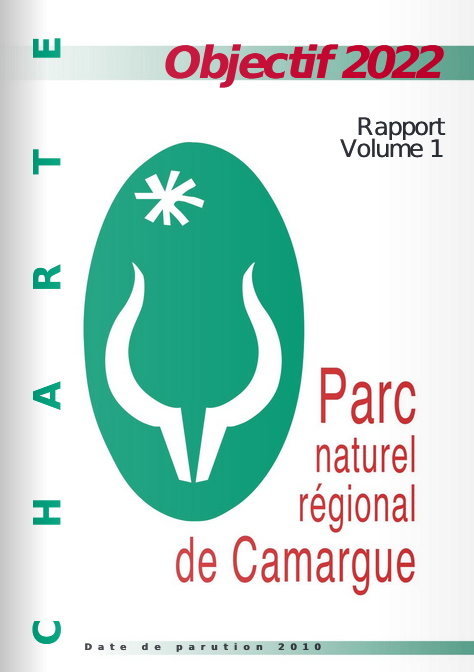 Objectif 2022
Rapport
Volume 1
CHARTE
Parc
naturel
régional
de Camargue
Date de parution 2010